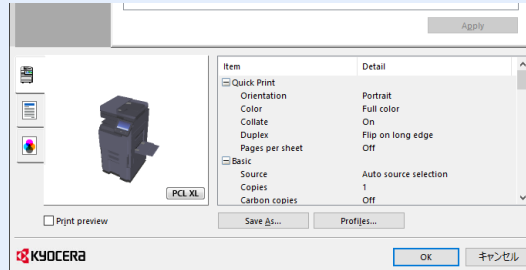 Apply
Item Detail
Quick Print
Orientation Portrait
Color Full color
Collate On
Duplex Flip on long edge
Pages per sheet Off
Basic
Source Auto source selection
Copies 1
Carbon copies Off
PCL XL
Print preview
Save As... Profiles...
KYOCERA
OK キャンセル